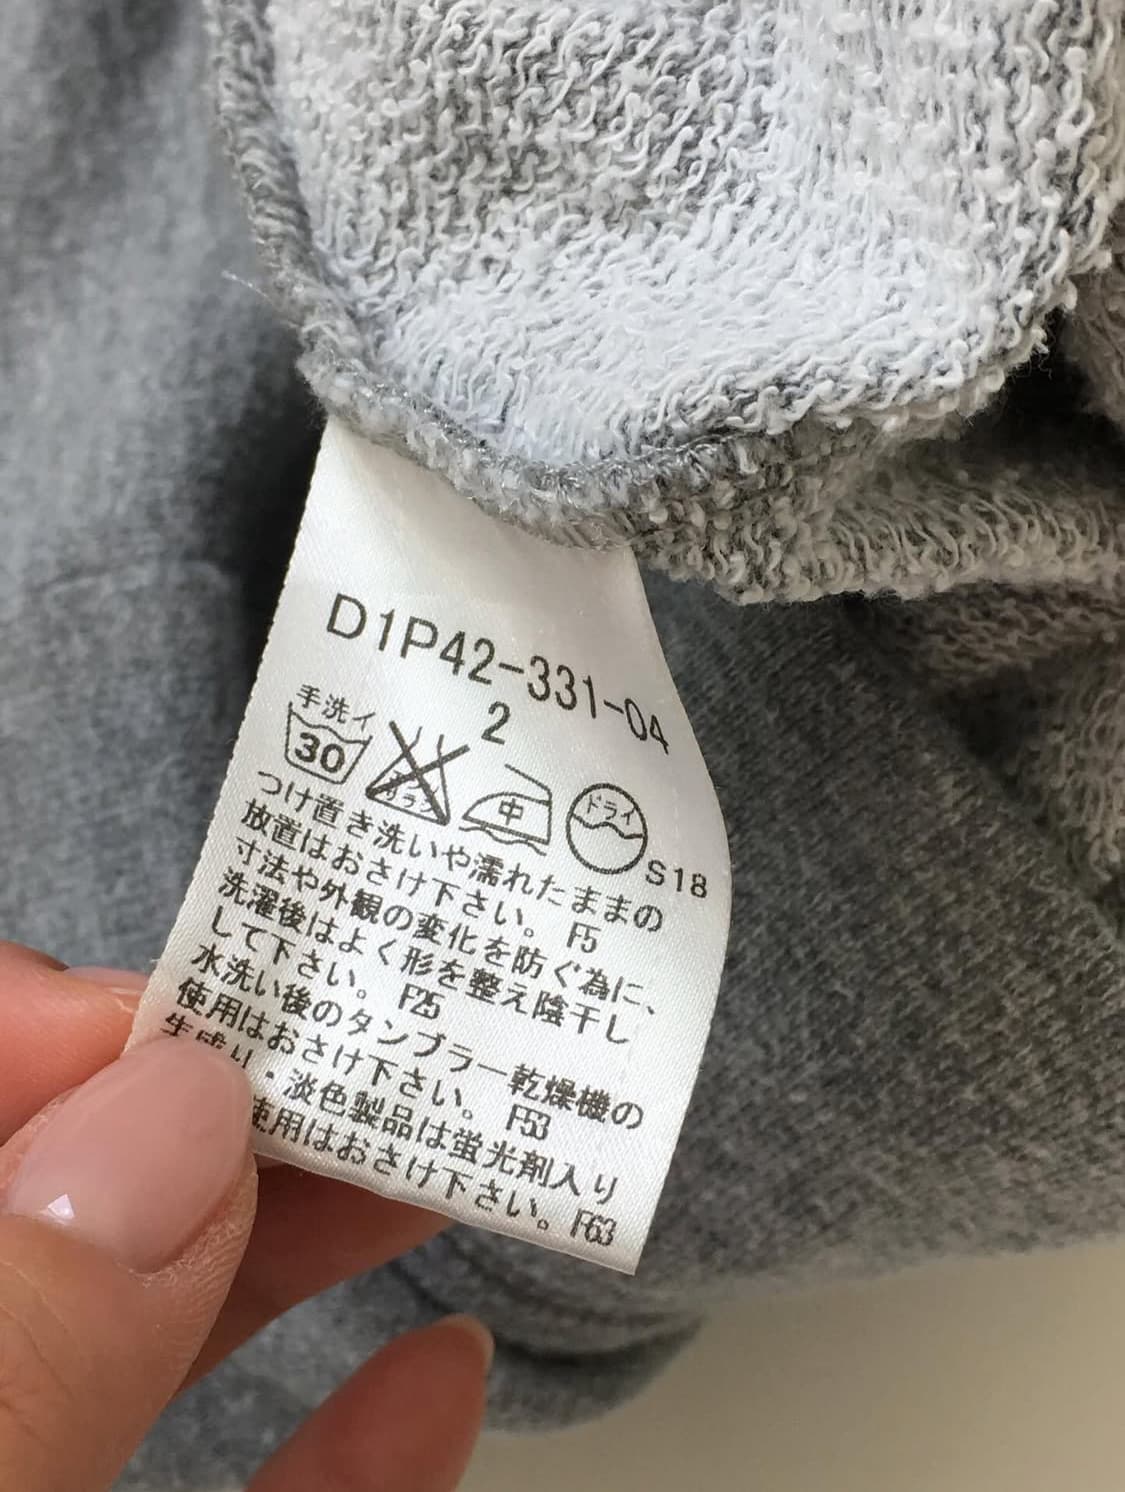 D1P42-331-04
2
手洗イ
30
中
ドライ
S18
つけ置き洗いや濡れたままの
放置はおさけ下さい。 F5
寸法や外観の変化を防ぐ為に、
洗濯後はよく形を整え陰干し
して下さい。 F25
水洗い後のタンブラー乾燥機の
使用はおさけ下さい。 F53
生成り・淡色製品は蛍光剤入り
使用はおさけ下さい。 F63